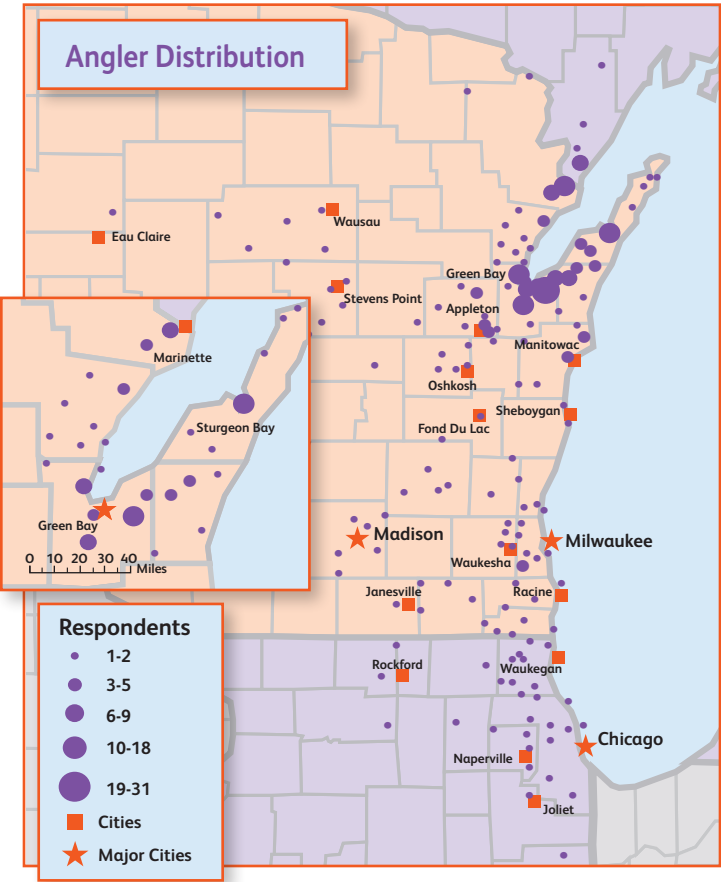 Angler Distribution
Wausau
Eau Claire
Green Bay
Stevens Point
Appleton
Manitowoc
Oshkosh
Sheboygan
Fond Du Lac
Madison
Milwaukee
Waukesha
Janesville
Racine
Rockford
Waukegan
Chicago
Naperville
Joliet
Marinette
Sturgeon Bay
Green Bay
0 10 20 30 40
Miles
Respondents
1-2
3-5
6-9
10-18
19-31
Cities
Major Cities